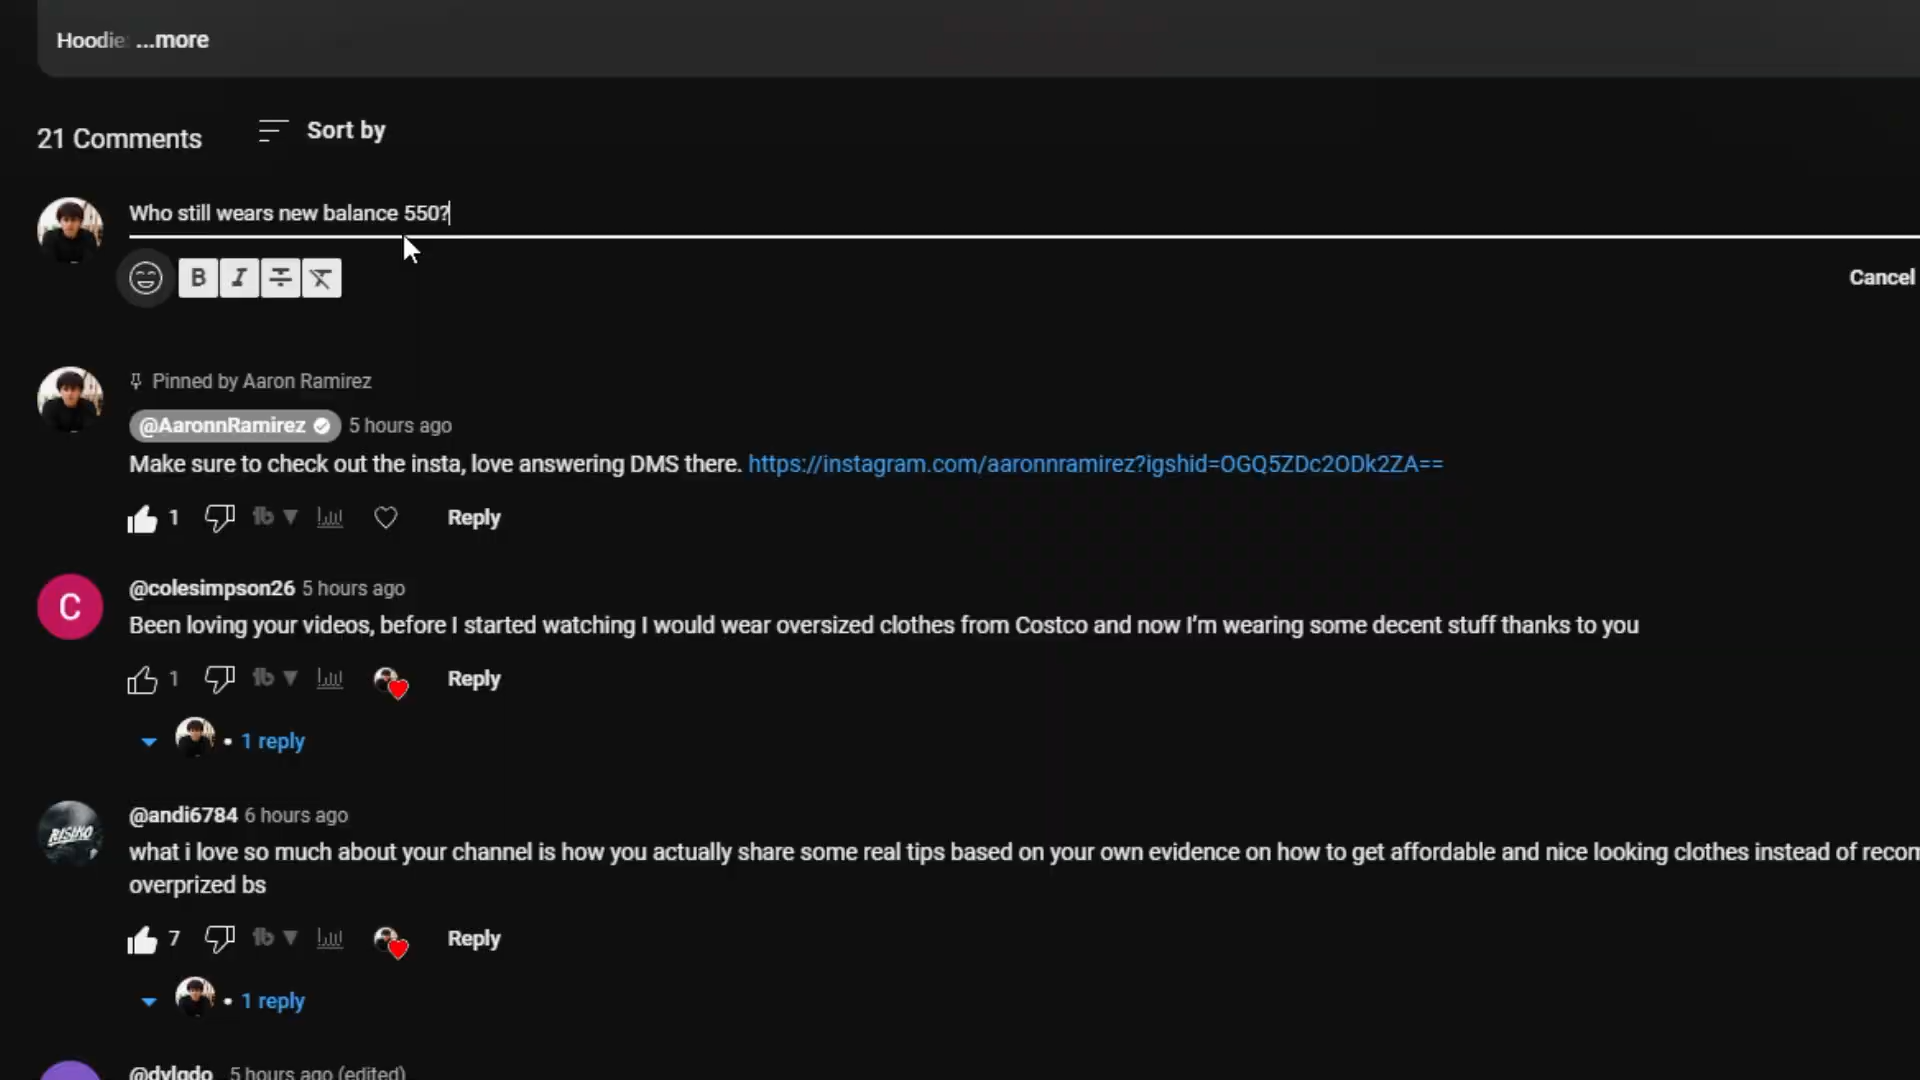 Hoodie ...more
21 Comments Sort by
Who still wears new balance 550?
B I
Cancel
Pinned by Aaron Ramirez
@AaronnRamirez 5 hours ago
Make sure to check out the insta, love answering DMS there. https://instagram.com/aaronnramirez?igshid=OGQ5ZDc2ODk2ZA==
1 Reply
C
@colesimpson26 5 hours ago
Been loving your videos, before I started watching I would wear oversized clothes from Costco and now I'm wearing some decent stuff thanks to you
1 Reply
• 1 reply
RISIKO
@andi6784 6 hours ago
what i love so much about your channel is how you actually share some real tips based on your own evidence on how to get affordable and nice looking clothes instead of recom
overprized bs
7 Reply
• 1 reply
@dylgdo 5 hours ago (edited)